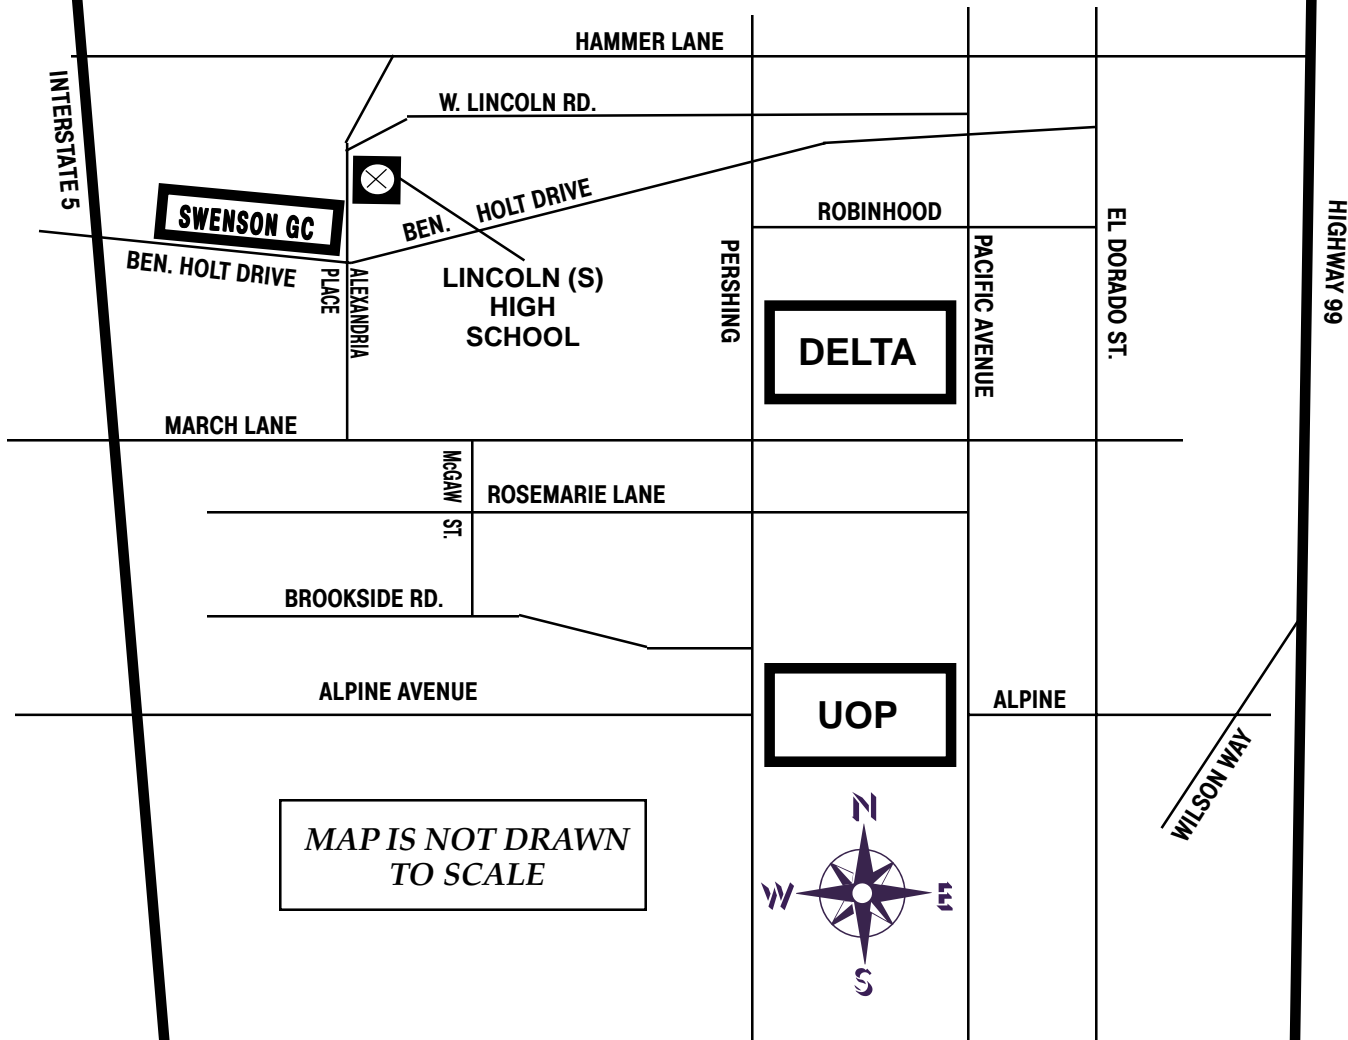 HAMMER LANE
INTERSTATE 5
W. LINCOLN RD.
SWENSON GC
BEN. HOLT DRIVE
BEN. HOLT DRIVE
ROBINHOOD
HIGHWAY 99
EL DORADO ST.
PERSHING
PACIFIC AVENUE
ALEXANDRIA
PLACE
LINCOLN (S)
HIGH
SCHOOL
DELTA
MARCH LANE
McGAW ST.
ROSEMARIE LANE
BROOKSIDE RD.
ALPINE AVENUE
UOP
ALPINE
WILSON WAY
MAP IS NOT DRAWN
TO SCALE
N
W
E
S